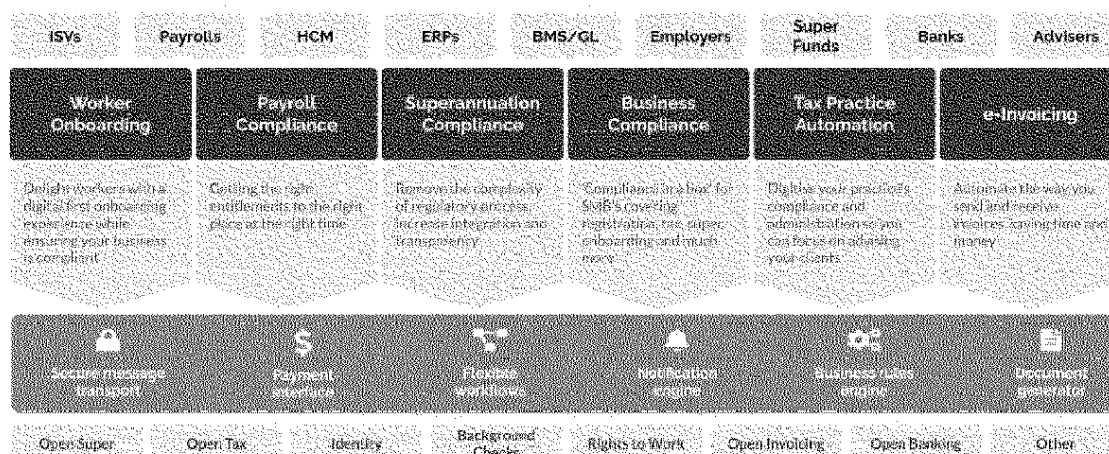 ISVs
Payrolls
HCM
ERPs
BMS/GL
Employers
Super
Funds
Banks
Advisers
Worker
Onboarding
Payroll
Compliance
Superannuation
Compliance
Business
Compliance
Tax Practice
Automation
e-Invoicing
Delight workers with a
digital first onboarding
experience while
ensuring your business
is compliant
Getting the right
entitlements to the right
place at the right time
Remove the complexity
of regulatory process,
increase integration and
transparency
'Compliance in a box' for
SMB's covering
registration, tax, super,
onboarding and much
more
Digitise your practice's
compliance and
administration so you
can focus on advising
your clients
Automate the way you
send and receive
invoices, saving time and
money
Secure message
transport
Payment
interface
Flexible
workflows
Notification
engine
Business rules
engine
Document
generator
Open Super
Open Tax
Identity
Background
Checks
Rights to Work
Open Invoicing
Open Banking
Other